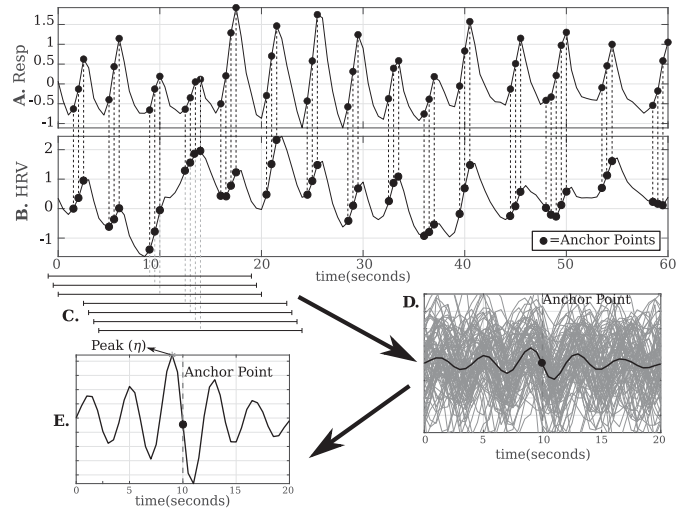 A. Resp
1.5
1
0.5
0
-0.5
-1
B. HRV
2
1
0
-1
=Anchor Points
0
10
20
30
40
50
60
time(seconds)
C.
D.
Anchor Point
0
5
10
15
20
time(seconds)
Peak (η)
Anchor Point
E.
0
5
10
15
20
time(seconds)